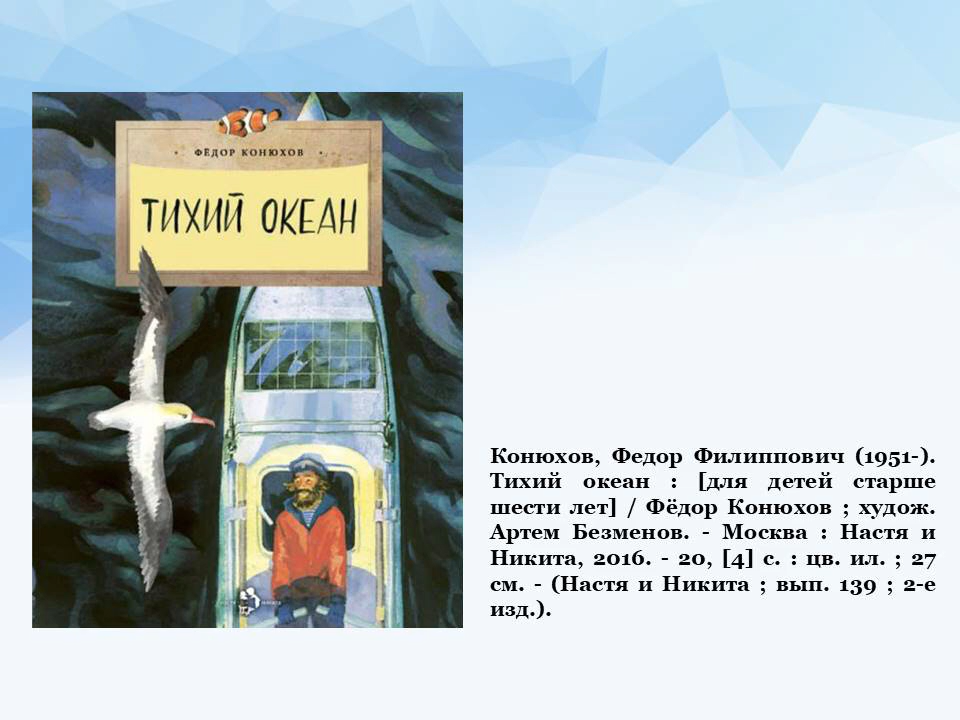 ФЁДОР КОНЮХОВ
ТИХИЙ ОКЕАН
Конюхов, Федор Филиппович (1951-).
Тихий океан : [для детей старше
шести лет] / Фёдор Конюхов ; худож.
Артем Безменов. - Москва : Настя и
Никита, 2016. - 20, [4] с. : цв. ил. ; 27
см. - (Настя и Никита ; вып. 139 ; 2-е
изд.).